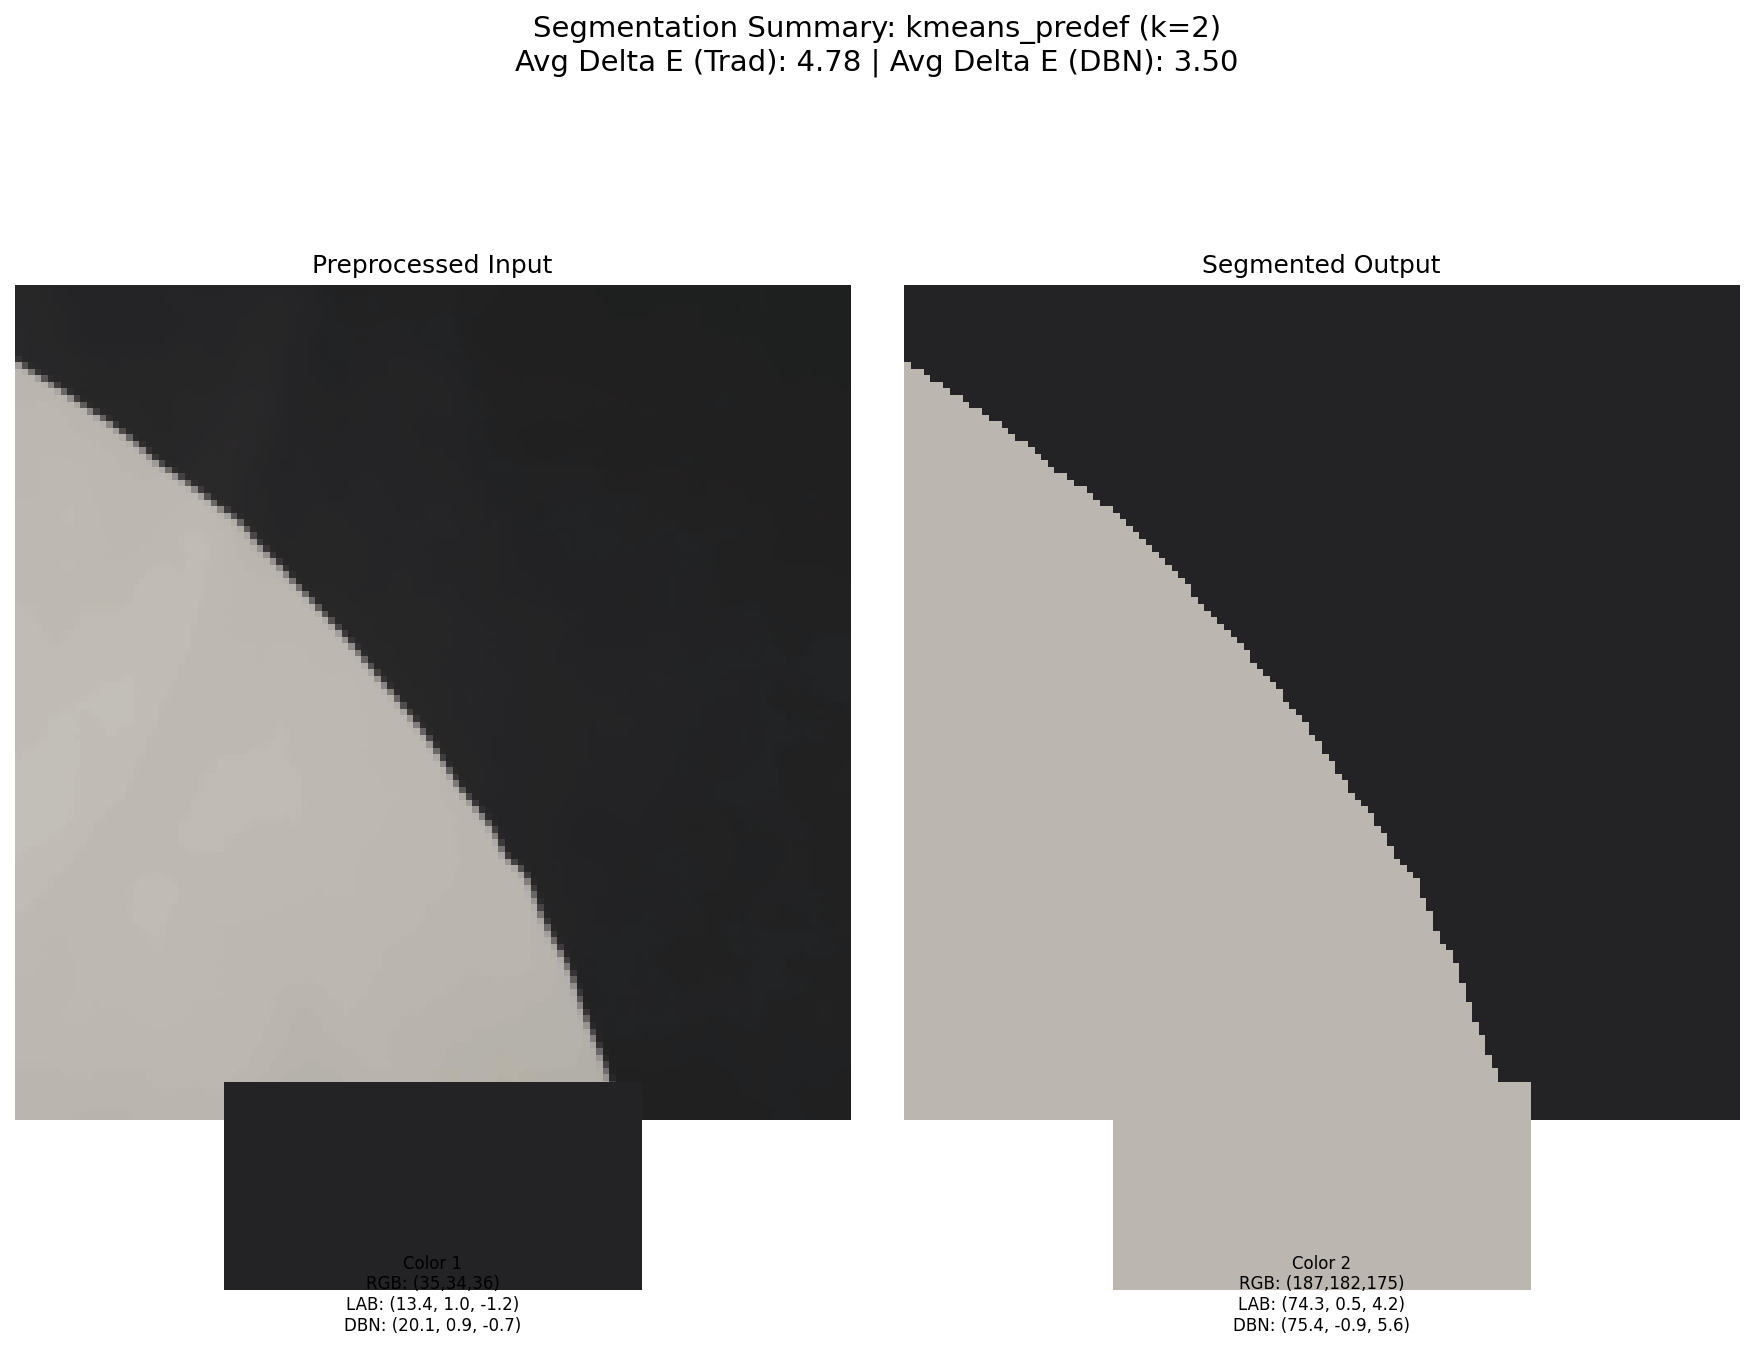 Segmentation Summary: kmeans_predef (k=2)
Avg Delta E (Trad): 4.78 | Avg Delta E (DBN): 3.50
Preprocessed Input
Segmented Output
Color 1
RGB: (35,34,36)
LAB: (13.4, 1.0, -1.2)
DBN: (20.1, 0.9, -0.7)
Color 2
RGB: (187,182,175)
LAB: (74.3, 0.5, 4.2)
DBN: (75.4, -0.9, 5.6)